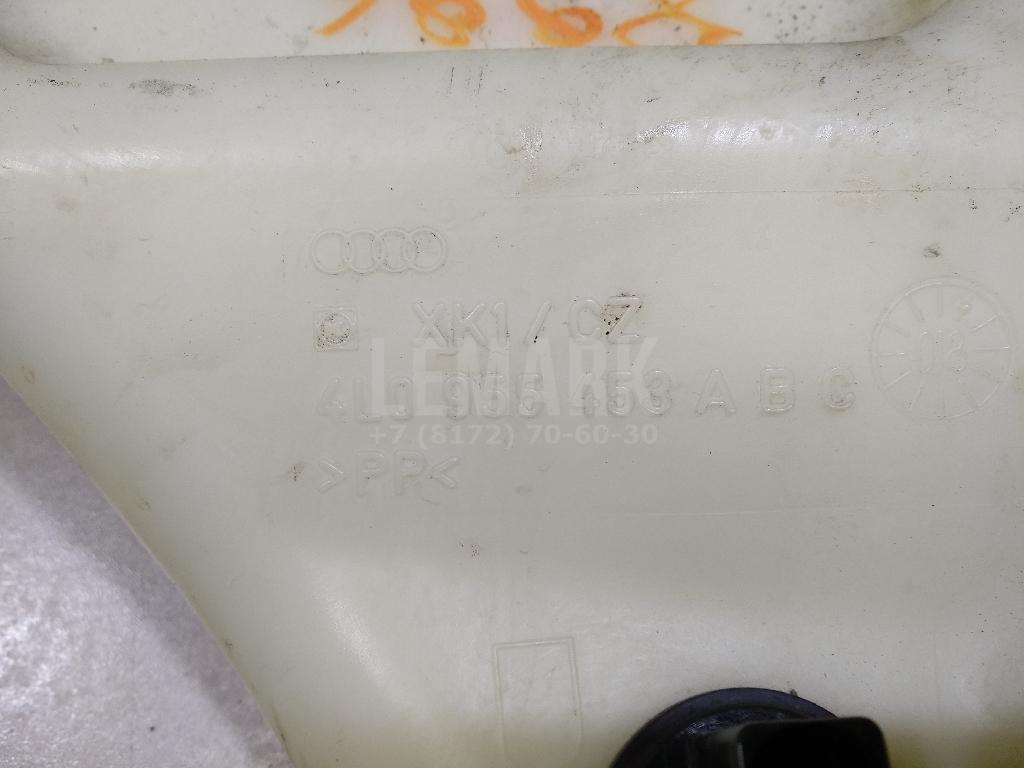 XK1/CZ
LEMARK
4L0 955 453 A B C
+7 (8172) 70-60-30
>PP<
08